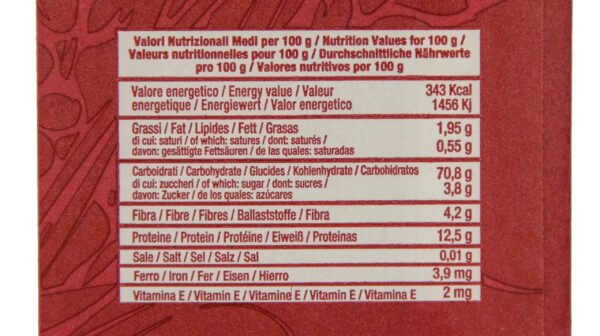 Valori Nutrizionali Medi per 100 g / Nutrition Values for 100 g /
Valeurs nutritionnelles pour 100 g / Durchschnittliche Nährwerte
pro 100 g / Valores nutritivos por 100 g
Valore energetico / Energy value / Valeur 343 Kcal
energetique / Energiewert / Valor energetico 1456 Kj
Grassi / Fat / Lipides / Fett / Grasas 1,95 g
di cui: saturi / of which: satures / dont: saturés /
davon: gesättigte Fettsäuren / de las quales: saturadas 0,55 g
Carboidrati / Carbohydrate / Glucides / Kohlenhydrate / Carbohidratos 70,8 g
di cui: zuccheri / of which: sugar / dont: sucres / 3,8 g
davon: Zucker / de los quales: azúcares
Fibra / Fibre / Fibres / Ballaststoffe / Fibra 4,2 g
Proteine / Protein / Protéine / Eiweiß / Proteinas 12,5 g
Sale / Salt / Sel / Salz / Sal 0,01 g
Ferro / Iron / Fer / Eisen / Hierro 3,9 mg
Vitamina E / Vitamin E / Vitamine E / Vitamin E / Vitamina E 2 mg